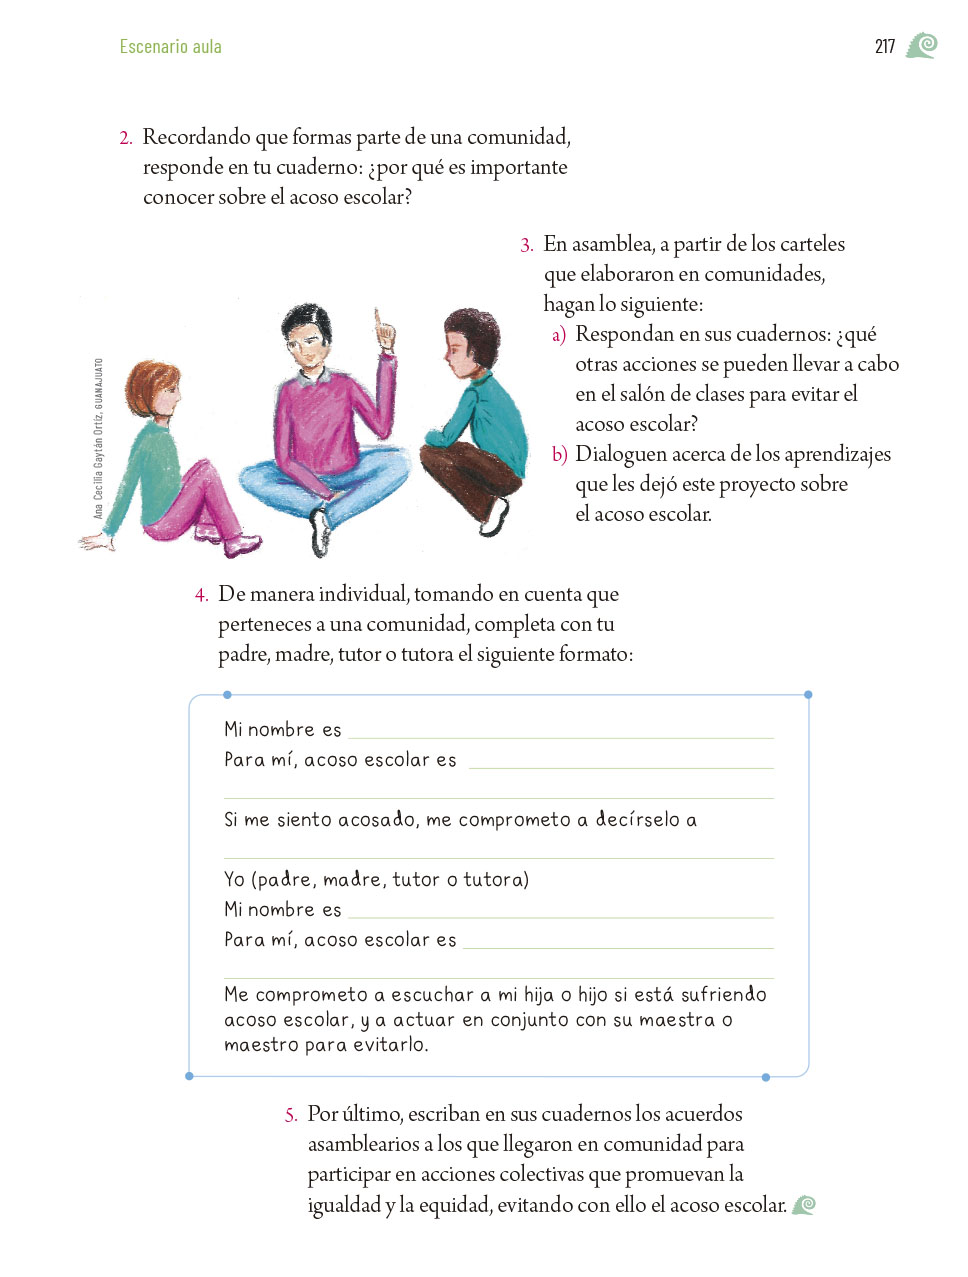 Escenario aula
217
2. Recordando que formas parte de una comunidad,
responde en tu cuaderno: ¿por qué es importante
conocer sobre el acoso escolar?
3. En asamblea, a partir de los carteles
que elaboraron en comunidades,
hagan lo siguiente:
a) Respondan en sus cuadernos: ¿qué
otras acciones se pueden llevar a cabo
en el salón de clases para evitar el
acoso escolar?
b) Dialoguen acerca de los aprendizajes
que les dejó este proyecto sobre
el acoso escolar.
Ana Cecilia Gaytán Ortíz, GUANAJUATO
4. De manera individual, tomando en cuenta que
perteneces a una comunidad, completa con tu
padre, madre, tutor o tutora el siguiente formato:
Mi nombre es
Para mí, acoso escolar es
Si me siento acosado, me comprometo a decírselo a
Yo (padre, madre, tutor o tutora)
Mi nombre es
Para mí, acoso escolar es
Me comprometo a escuchar a mi hija o hijo si está sufriendo
acoso escolar, y a actuar en conjunto con su maestra o
maestro para evitarlo.
5. Por último, escriban en sus cuadernos los acuerdos
asamblearios a los que llegaron en comunidad para
participar en acciones colectivas que promuevan la
igualdad y la equidad, evitando con ello el acoso escolar.